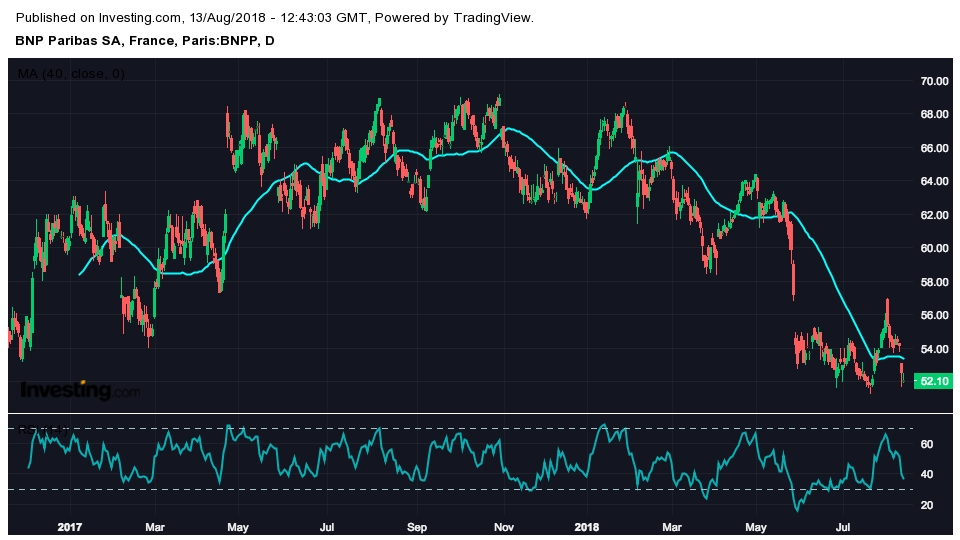 Published on Investing.com, 13/Aug/2018 - 12:43:03 GMT, Powered by TradingView.
BNP Paribas SA, France, Paris:BNPP, D
MA (40, close, 0)
70.00
68.00
66.00
64.00
62.00
60.00
58.00
56.00
54.00
52.10
Investing.com
60
40
20
2017 Mar May Jul Sep Nov 2018 Mar May Jul